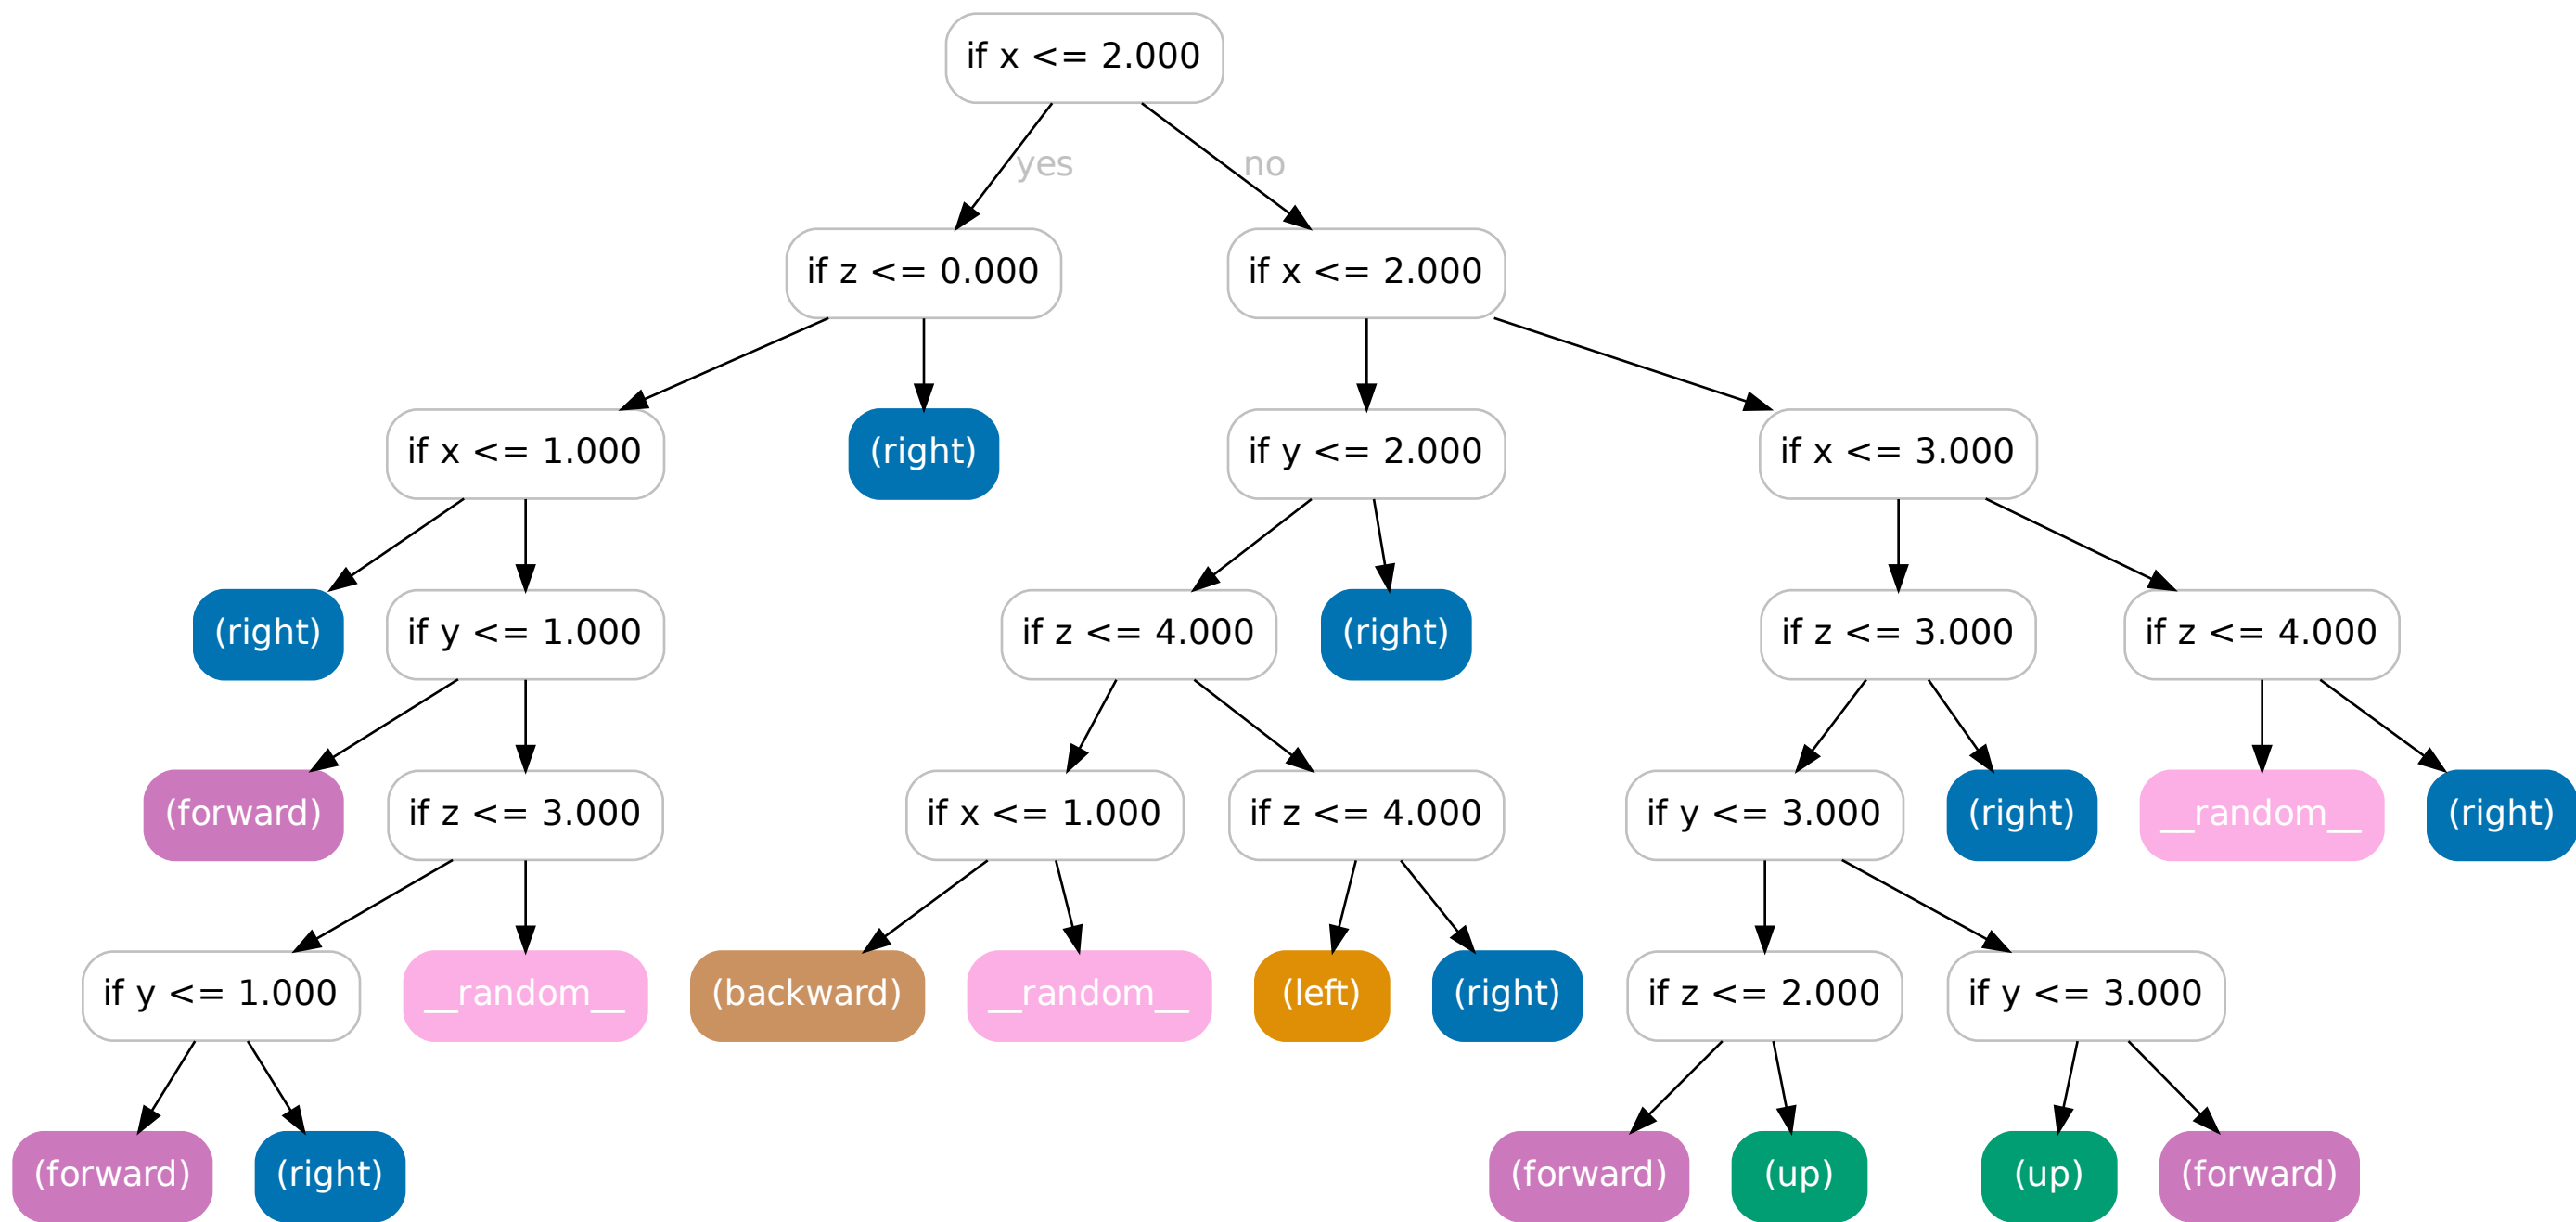 if x <= 2.000
yes
no
if z <= 0.000
if x <= 2.000
if x <= 1.000
(right)
if y <= 2.000
if x <= 3.000
(right)
if y <= 1.000
if z <= 4.000
(right)
if z <= 3.000
if z <= 4.000
(forward)
if z <= 3.000
if x <= 1.000
if z <= 4.000
if y <= 3.000
(right)
__random__
(right)
if y <= 1.000
__random__
(backward)
__random__
(left)
(right)
if z <= 2.000
if y <= 3.000
(forward)
(right)
(forward)
(up)
(up)
(forward)